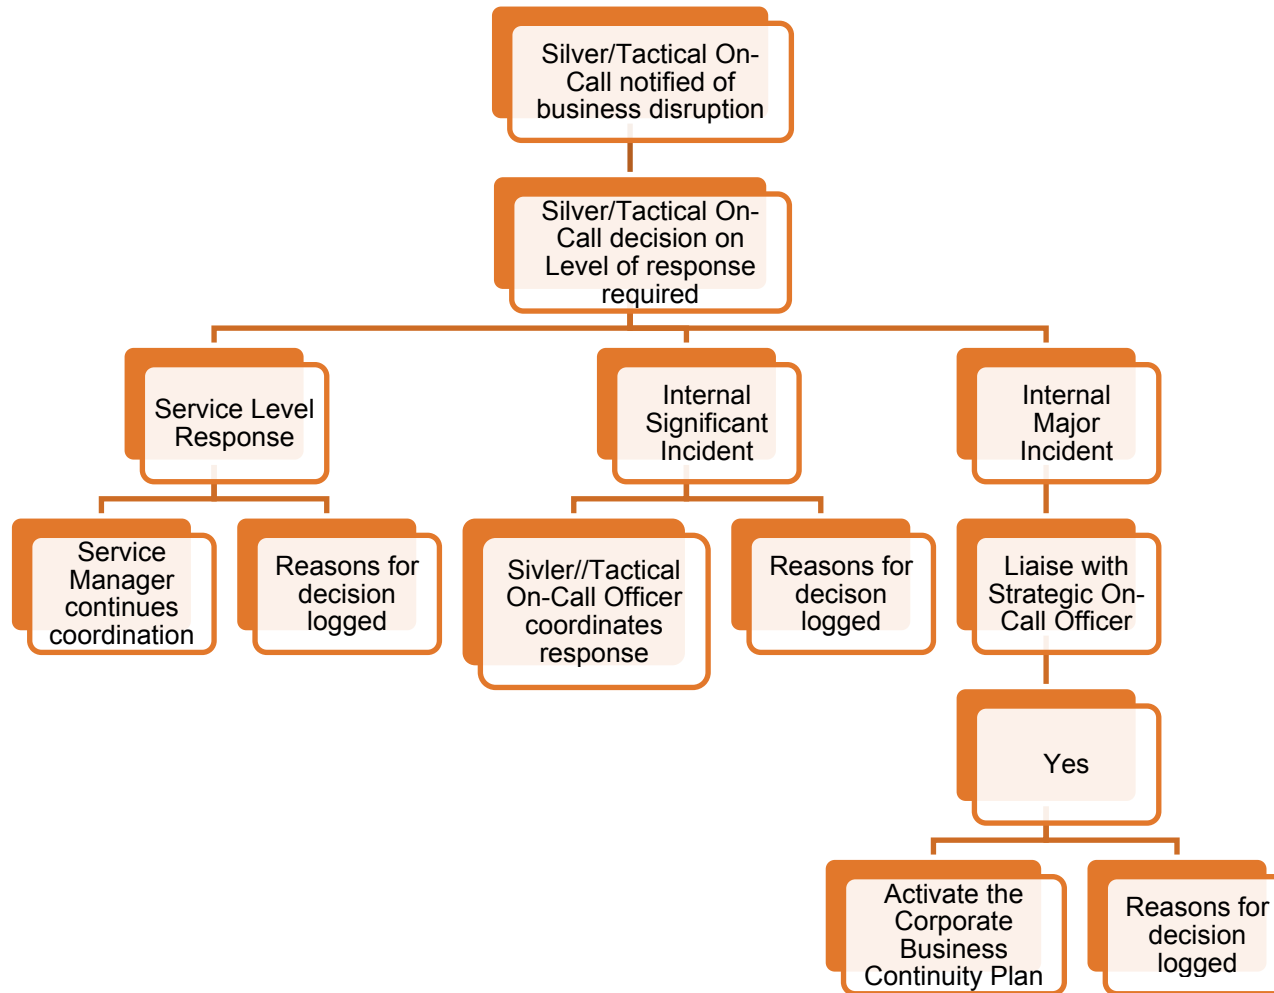 Silver/Tactical On-
Call notified of
business disruption
Silver/Tactical On-
Call decision on
Level of response
required
Service Level
Response
Internal
Significant
Incident
Internal
Major
Incident
Service
Manager
continues
coordination
Reasons for
decision
logged
Sivler//Tactical
On-Call Officer
coordinates
response
Reasons for
decison
logged
Liaise with
Strategic On-
Call Officer
Yes
Activate the
Corporate
Business
Continuity Plan
Reasons for
decision
logged